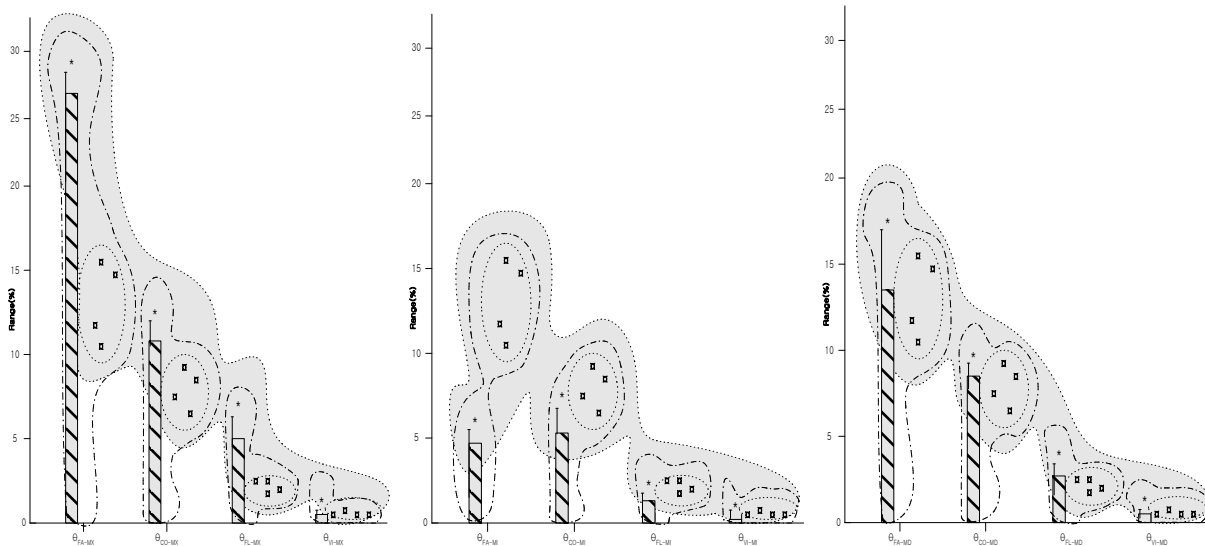 30
25
20
15
10
5
0
Range(%)
θFA-MX
θCO-MX
θFL-MX
θVI-MX
30
25
20
15
10
5
0
Range(%)
θFA-MI
θCO-MI
θFL-MI
θVI-MI
30
25
20
15
10
5
0
Range(%)
θFA-MD
θCO-MD
θFL-MD
θVI-MD